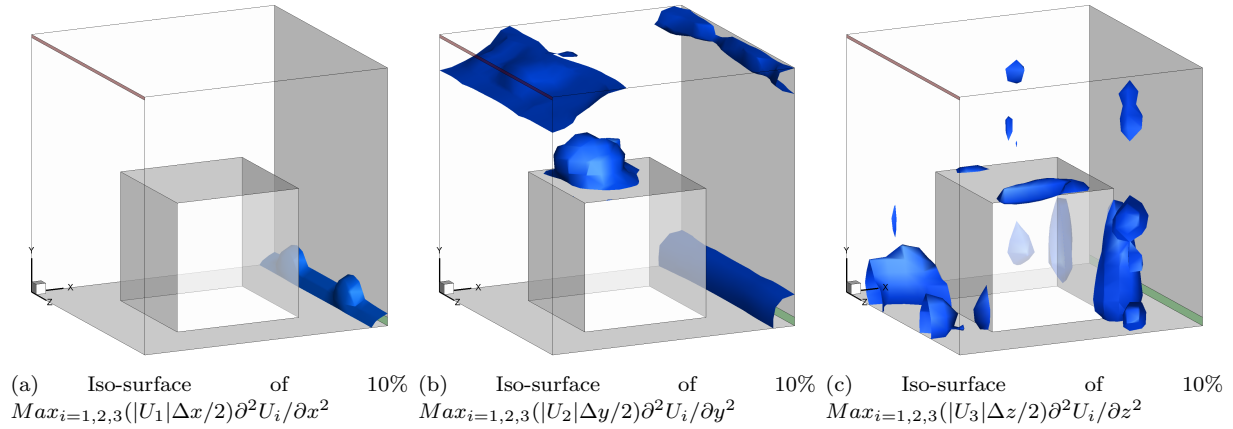 Y
X
Z
Y
X
Z
Y
X
Z
(a) Iso-surface of 10%
Max_{i=1,2,3}(|U_1|Δx/2)∂²U_i/∂x²
(b) Iso-surface of 10%
Max_{i=1,2,3}(|U_2|Δy/2)∂²U_i/∂y²
(c) Iso-surface of 10%
Max_{i=1,2,3}(|U_3|Δz/2)∂²U_i/∂z²